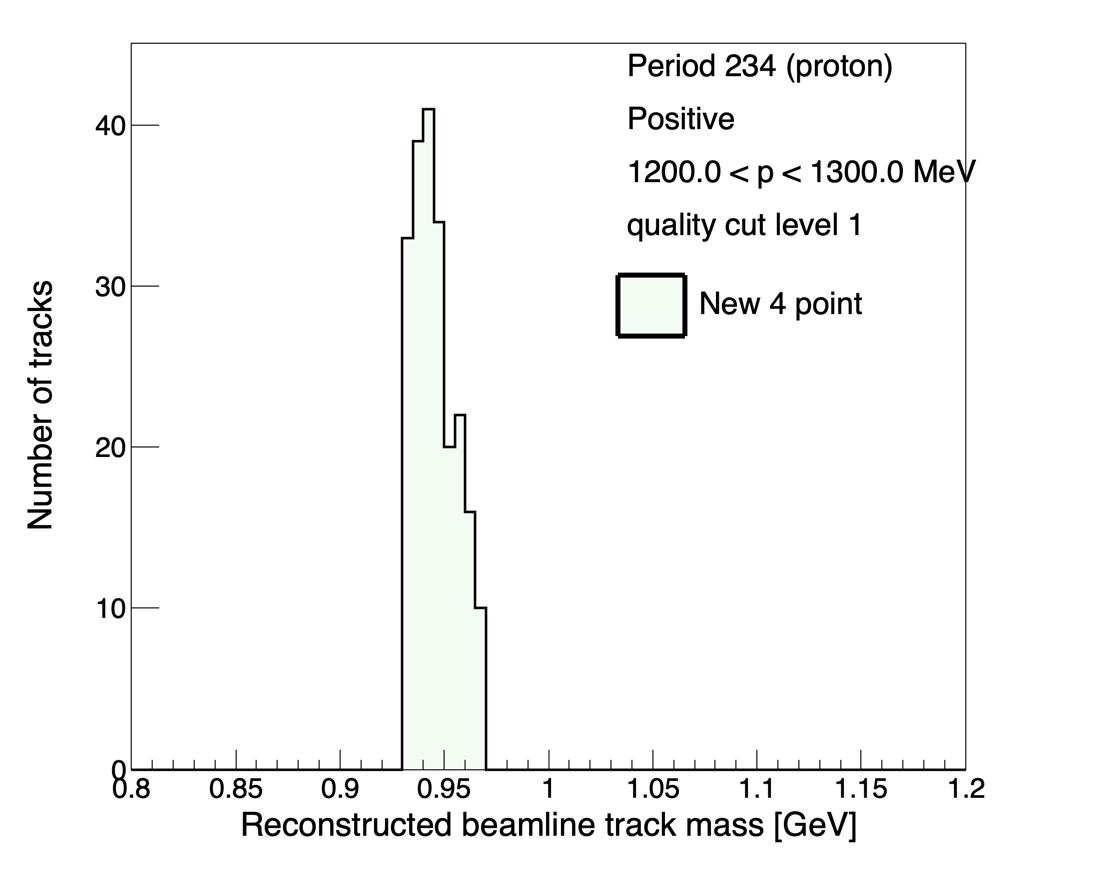 Period 234 (proton)
Positive
1200.0 < p < 1300.0 MeV
quality cut level 1
New 4 point
Number of tracks
40
30
20
10
0
0.8 0.85 0.9 0.95 1 1.05 1.1 1.15 1.2
Reconstructed beamline track mass [GeV]